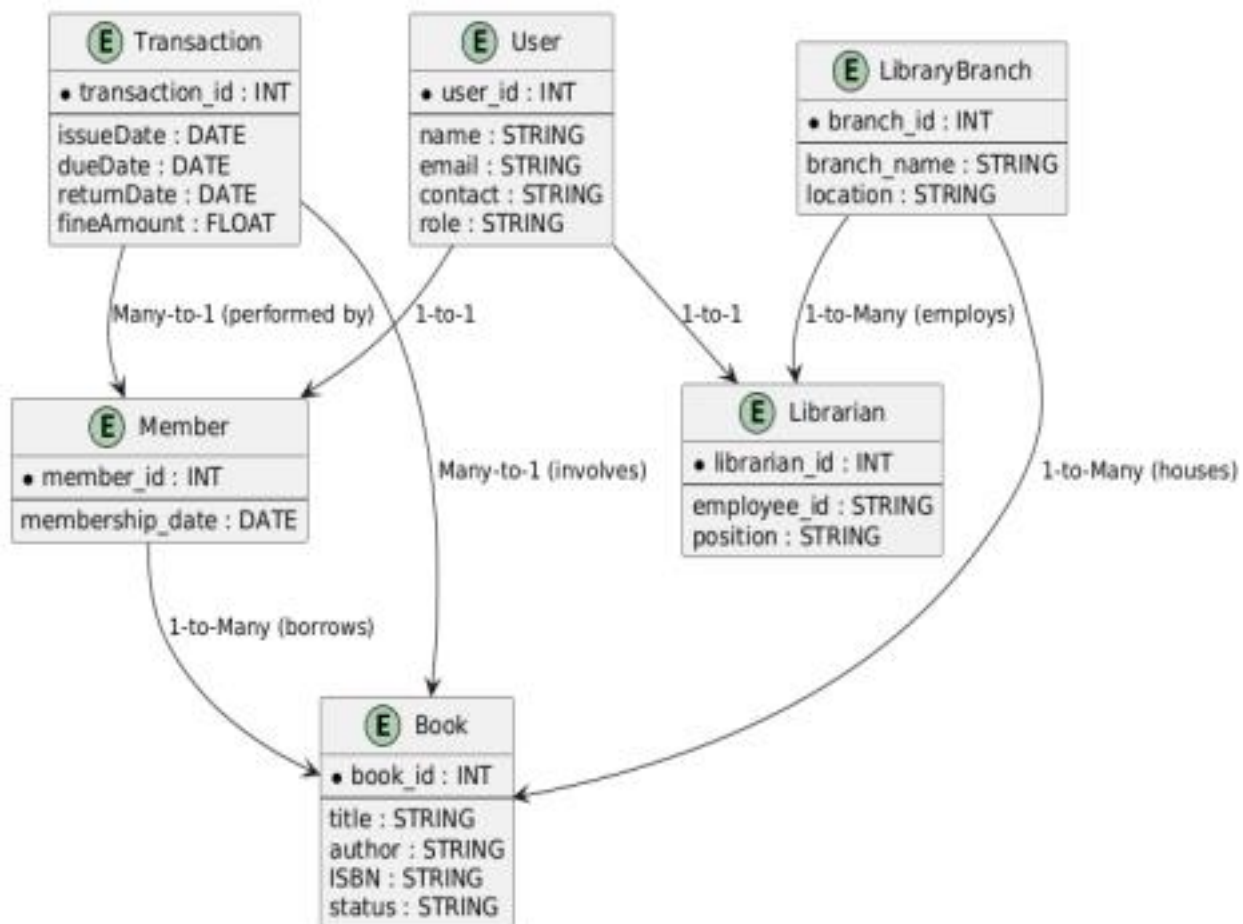 E Transaction
• transaction_id : INT
issueDate : DATE
dueDate : DATE
returnDate : DATE
fineAmount : FLOAT
E User
• user_id : INT
name : STRING
email : STRING
contact : STRING
role : STRING
E LibraryBranch
• branch_id : INT
branch_name : STRING
location : STRING
Many-to-1 (performed by)
1-to-1
1-to-1
1-to-Many (employs)
E Member
• member_id : INT
membership_date : DATE
Many-to-1 (involves)
E Librarian
• librarian_id : INT
employee_id : STRING
position : STRING
1-to-Many (houses)
1-to-Many (borrows)
E Book
• book_id : INT
title : STRING
author : STRING
ISBN : STRING
status : STRING